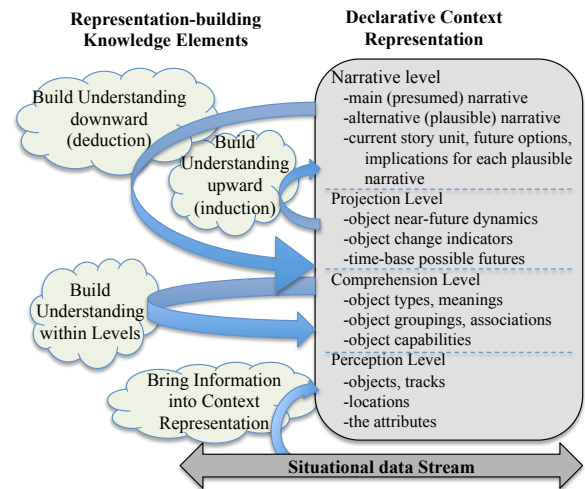 Representation-building
Knowledge Elements
Declarative Context
Representation
Build Understanding
downward
(deduction)
Build
Understanding
upward
(induction)
Build
Understanding
within Levels
Bring Information
into Context
Representation
Narrative level
-main (presumed) narrative
-alternative (plausible) narrative
-current story unit, future options,
implications for each plausible
narrative
Projection Level
-object near-future dynamics
-object change indicators
-time-base possible futures
Comprehension Level
-object types, meanings
-object groupings, associations
-object capabilities
Perception Level
-objects, tracks
-locations
-the attributes
Situational data Stream